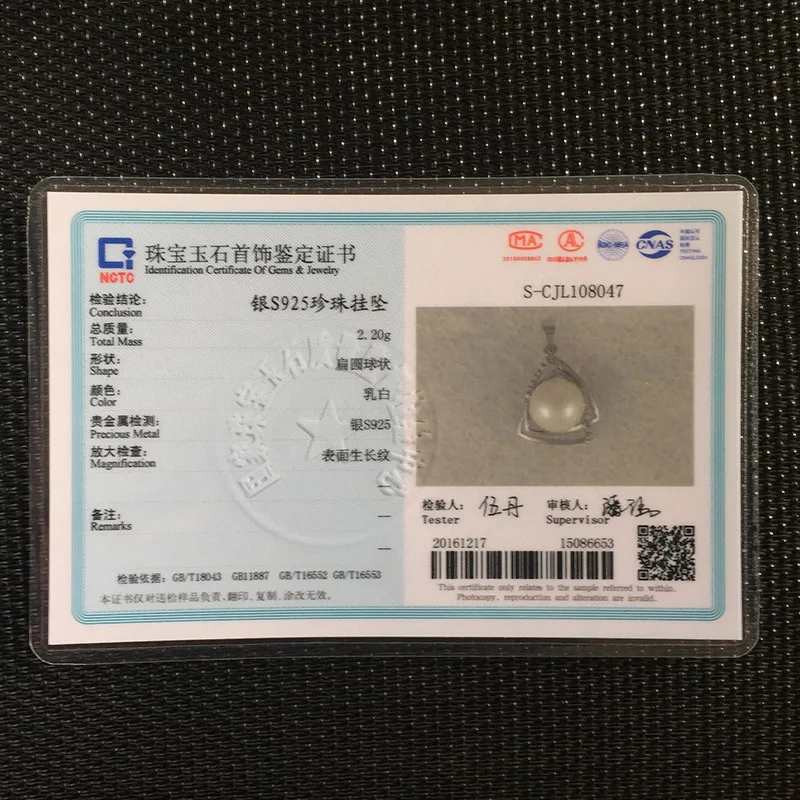 NGTC
珠宝玉石首饰鉴定证书
Identification Certificate Of Gems & Jewelry
检验结论: 银S925珍珠挂坠
Conclusion
总质量: 2.20g
Total Mass
形状: 扁圆球状
Shape
颜色: 乳白
Color
贵金属检测: 银S925
Precious Metal
放大检查: 表面生长纹
Magnification
备注: —
Remarks
—
检验依据: GB/T18043 GB11887 GB/T16552 GB/T16553
本证书仅对送检样品负责,翻印、复制、涂改无效。
MA
CNAS
S-CJL108047
检验人: 伍丹 审核人:
Tester Supervisor
20161217 15086653
This certificate only relates to the sample referred to within.
Photocopy, reproduction and alteration are invalid.